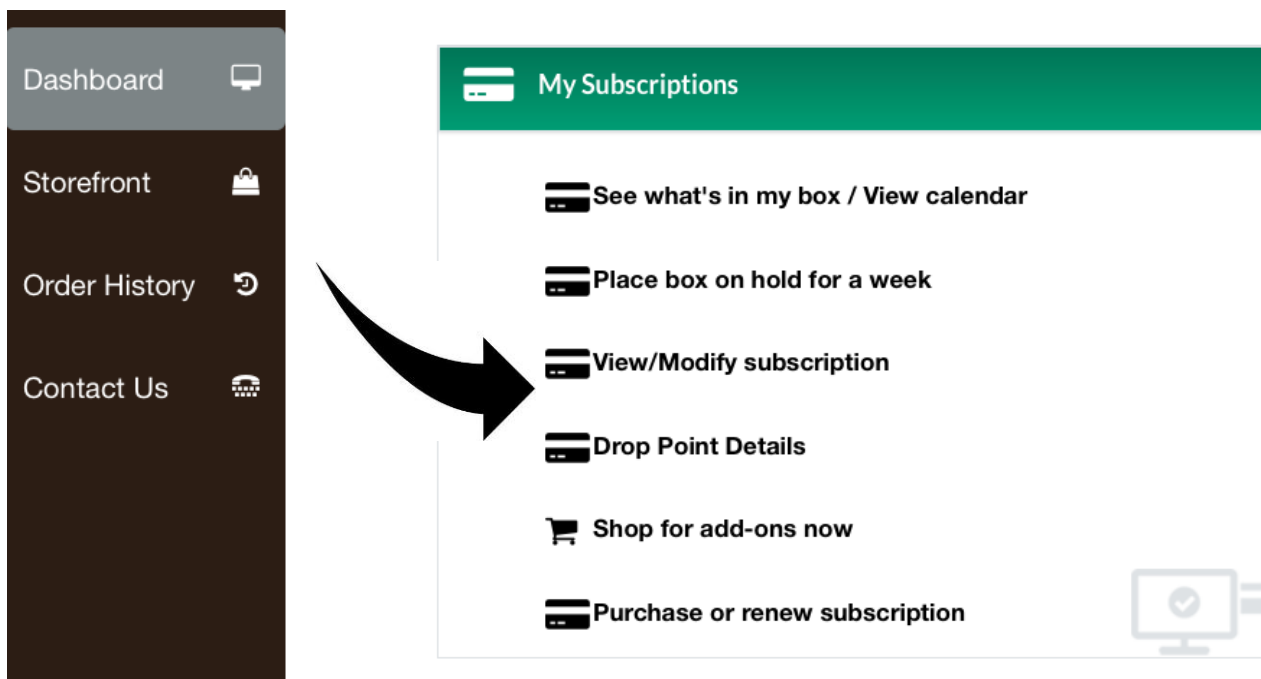 Dashboard
Storefront
Order History
Contact Us
My Subscriptions
See what's in my box / View calendar
Place box on hold for a week
View/Modify subscription
Drop Point Details
Shop for add-ons now
Purchase or renew subscription